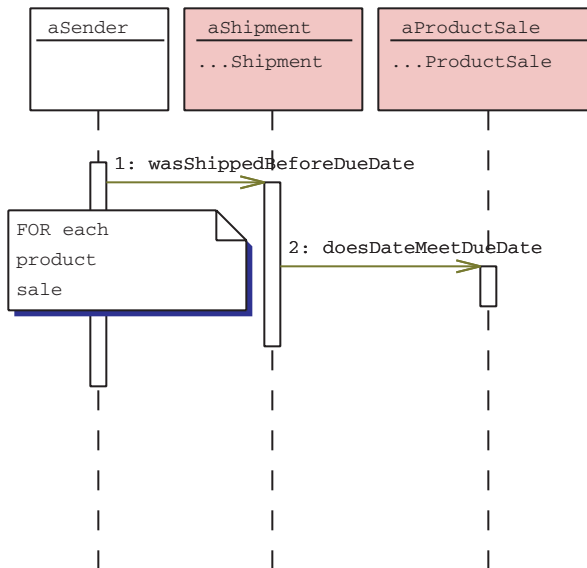 aSender
aShipment
...Shipment
aProductSale
...ProductSale
1: wasShippedBeforeDueDate
FOR each
product
sale
2: doesDateMeetDueDate